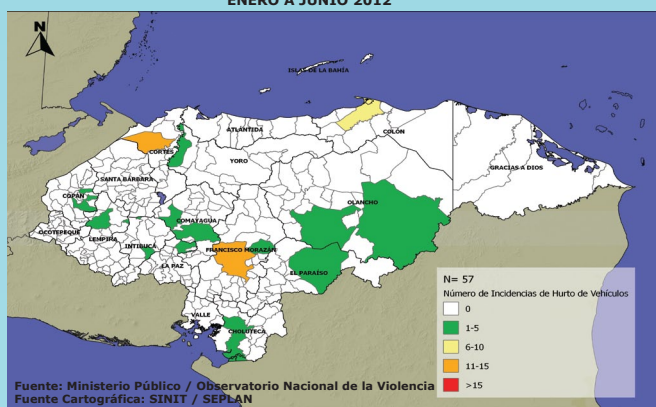 ENERO A JUNIO 2012
N
ISLAS DE LA BAHÍA
ATLÁNTIDA
COLÓN
CORTÉS
YORO
GRACIAS A DIOS
SANTA BÁRBARA
COPÁN
OLANCHO
COMAYAGUA
OCOTEPEQUE
LEMPIRA
INTIBUCÁ
FRANCISCO MORAZÁN
LA PAZ
EL PARAÍSO
VALLE
CHOLUTECA
N= 57
Número de Incidencias de Hurto de Vehículos
0
1-5
6-10
11-15
>15
Fuente: Ministerio Público / Observatorio Nacional de la Violencia
Fuente Cartográfica: SINIT / SEPLAN